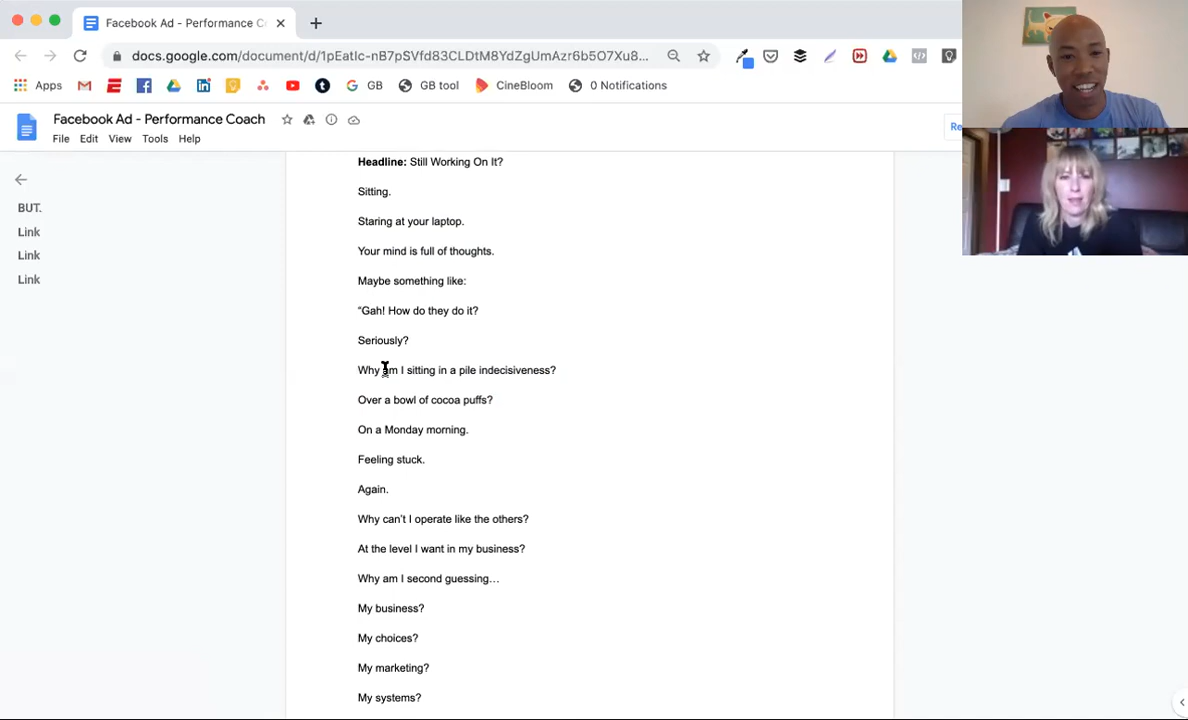 Facebook Ad - Performance C
docs.google.com/document/d/1pEatIc-nB7pSVfd83CLDtM8YdZgUmAzr6b5O7Xu8...
Apps
GB
GB tool
CineBloom
0 Notifications
Facebook Ad - Performance Coach
File Edit View Tools Help
Re
BUT.
Link
Link
Link
Headline: Still Working On It?
Sitting.
Staring at your laptop.
Your mind is full of thoughts.
Maybe something like:
“Gah! How do they do it?
Seriously?
Why am I sitting in a pile indecisiveness?
Over a bowl of cocoa puffs?
On a Monday morning.
Feeling stuck.
Again.
Why can’t I operate like the others?
At the level I want in my business?
Why am I second guessing…
My business?
My choices?
My marketing?
My systems?